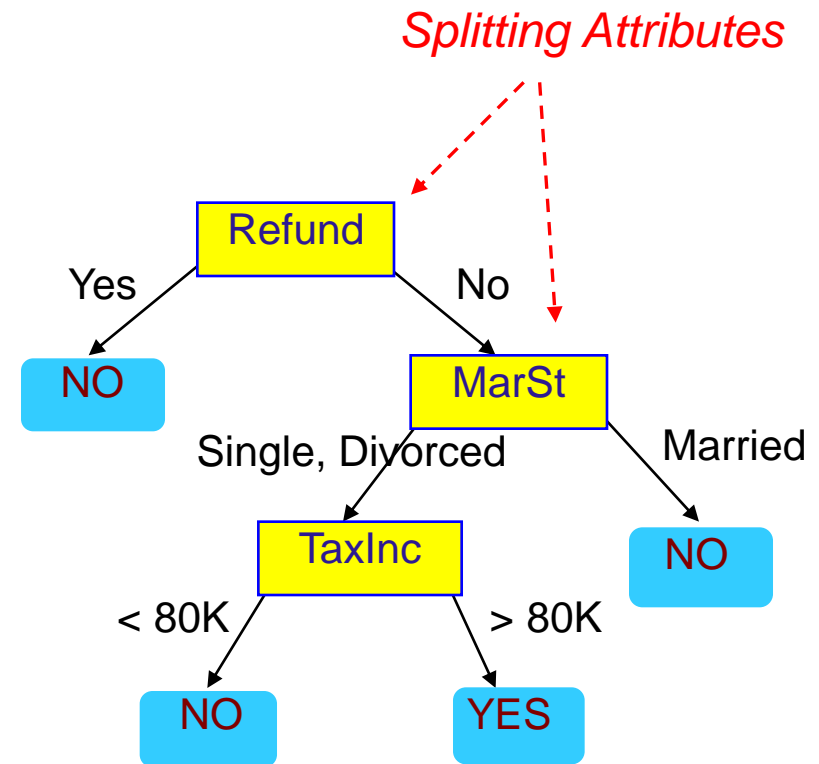 Splitting Attributes
Refund
Yes
No
NO
MarSt
Single, Divorced
Married
TaxInc
NO
< 80K
> 80K
NO
YES